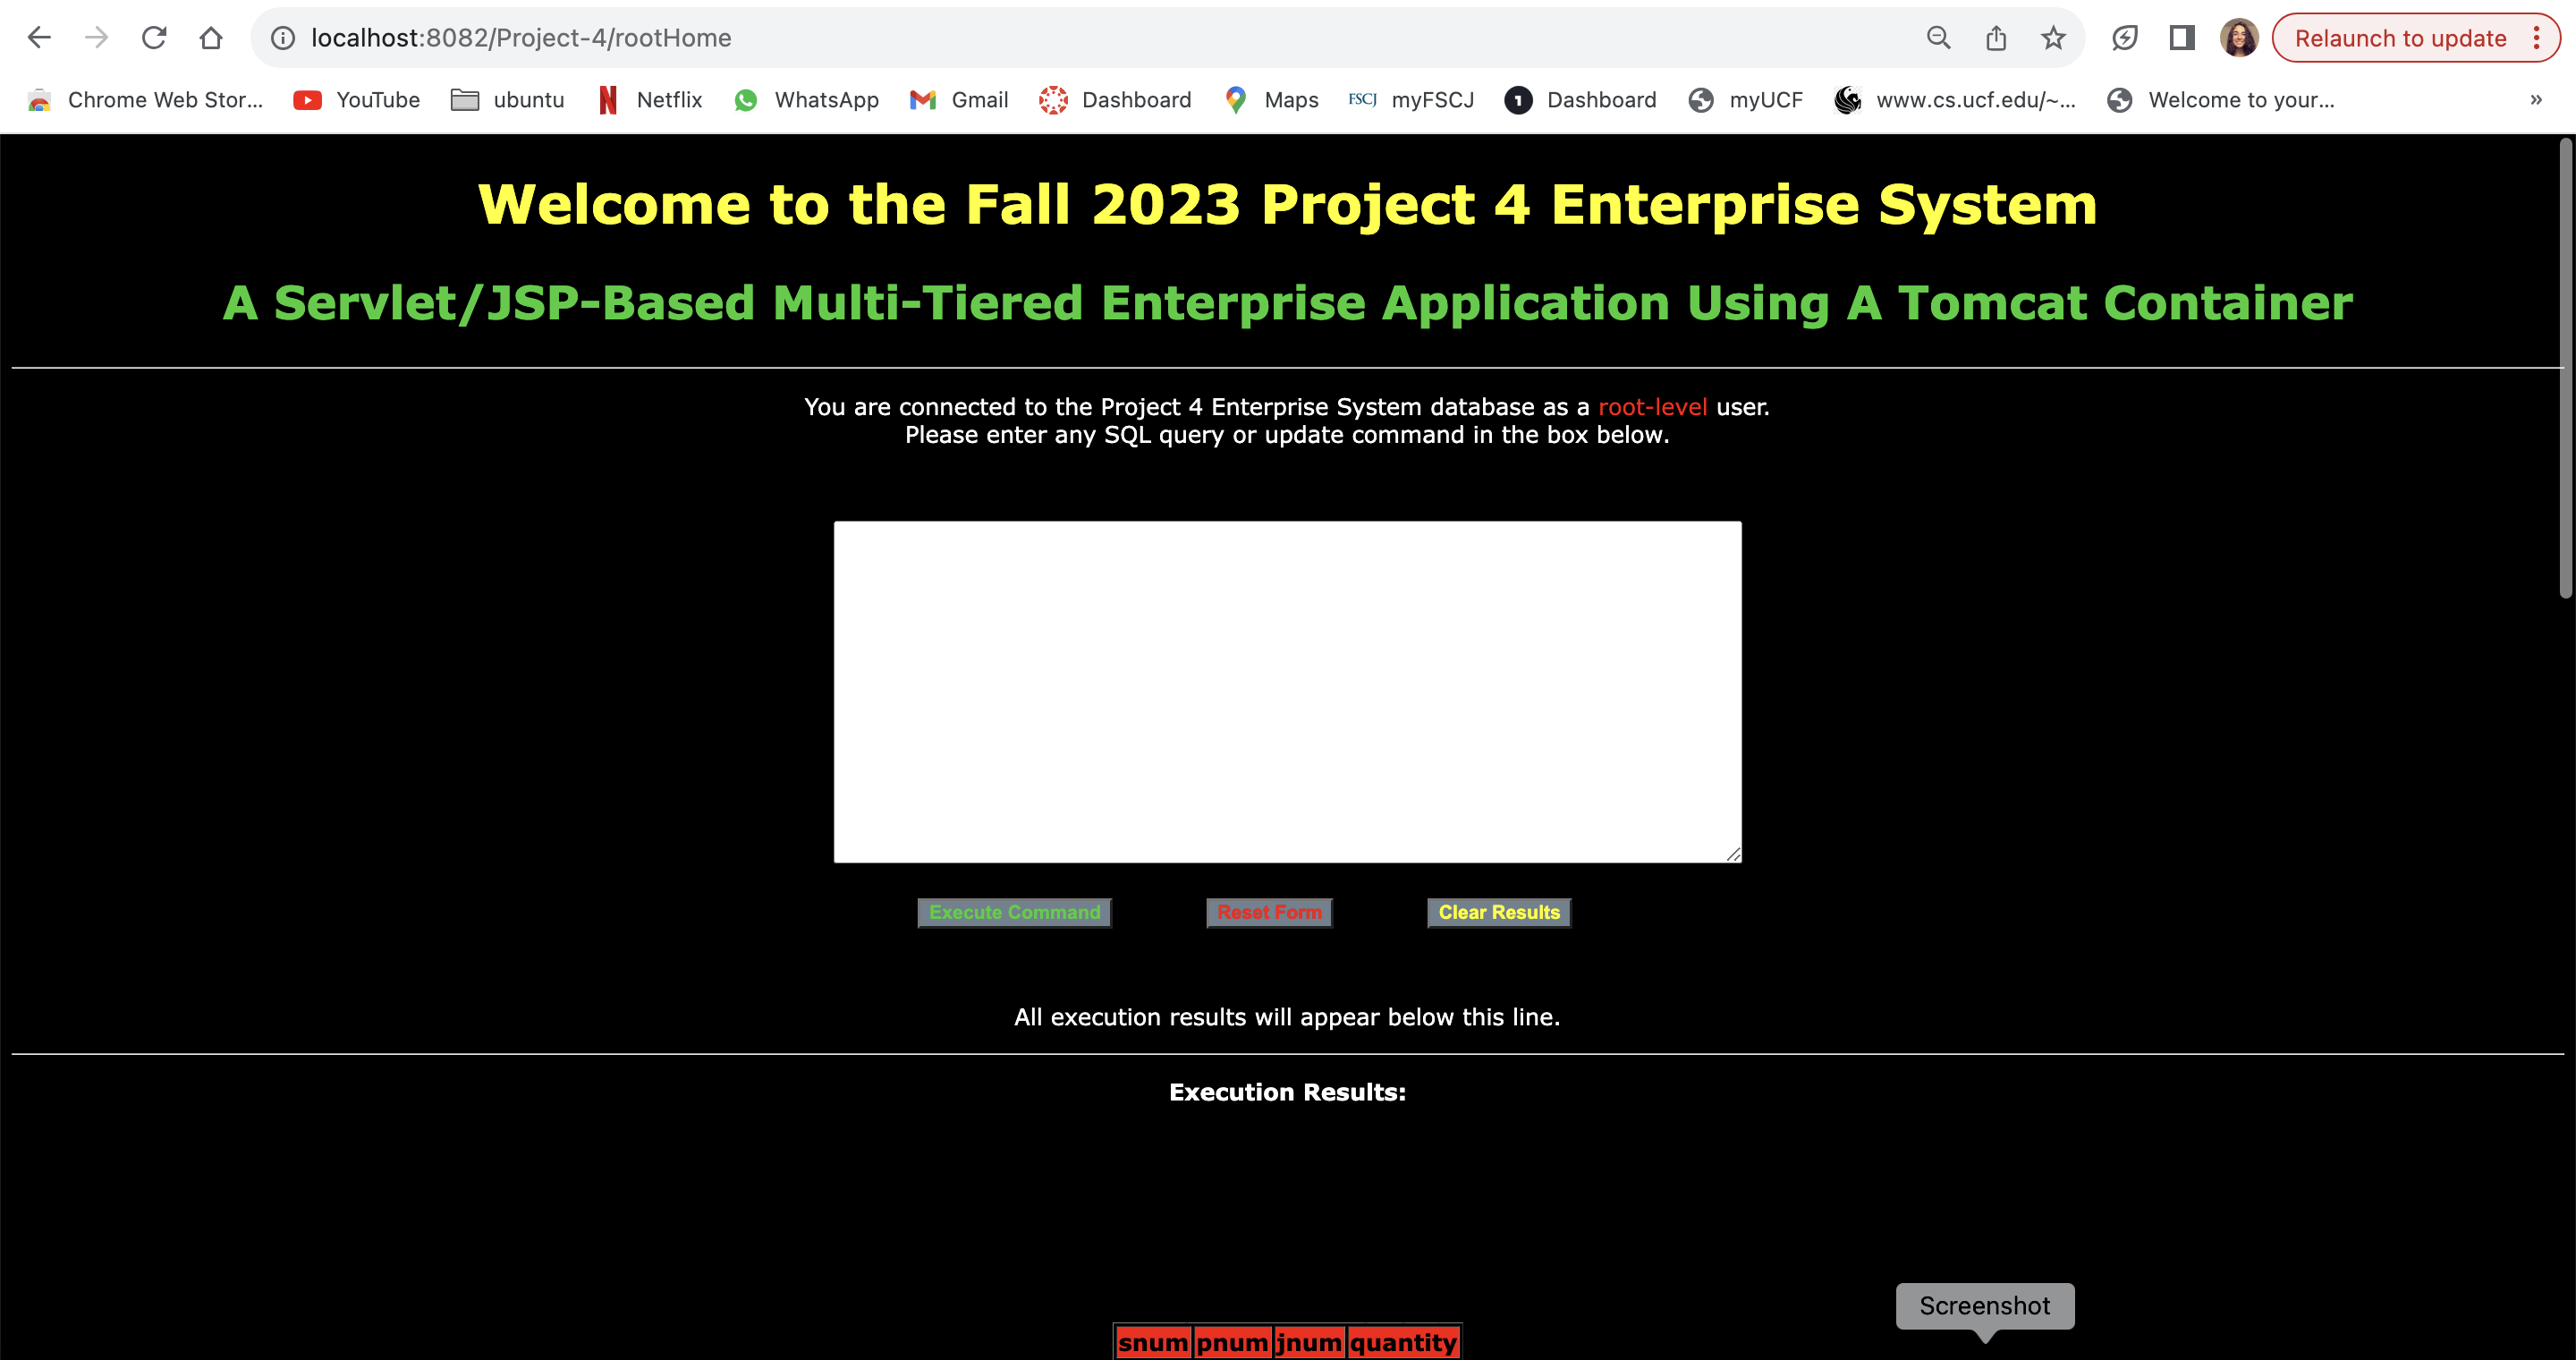 localhost:8082/Project-4/rootHome
Relaunch to update
Chrome Web Stor... YouTube ubuntu Netflix WhatsApp Gmail Dashboard Maps FSCJ myFSCJ 1 Dashboard myUCF www.cs.ucf.edu/~... Welcome to your... »
Welcome to the Fall 2023 Project 4 Enterprise System
A Servlet/JSP-Based Multi-Tiered Enterprise Application Using A Tomcat Container
You are connected to the Project 4 Enterprise System database as a root-level user.
Please enter any SQL query or update command in the box below.
Execute Command Reset Form Clear Results
All execution results will appear below this line.
Execution Results:
Screenshot
snum pnum jnum quantity